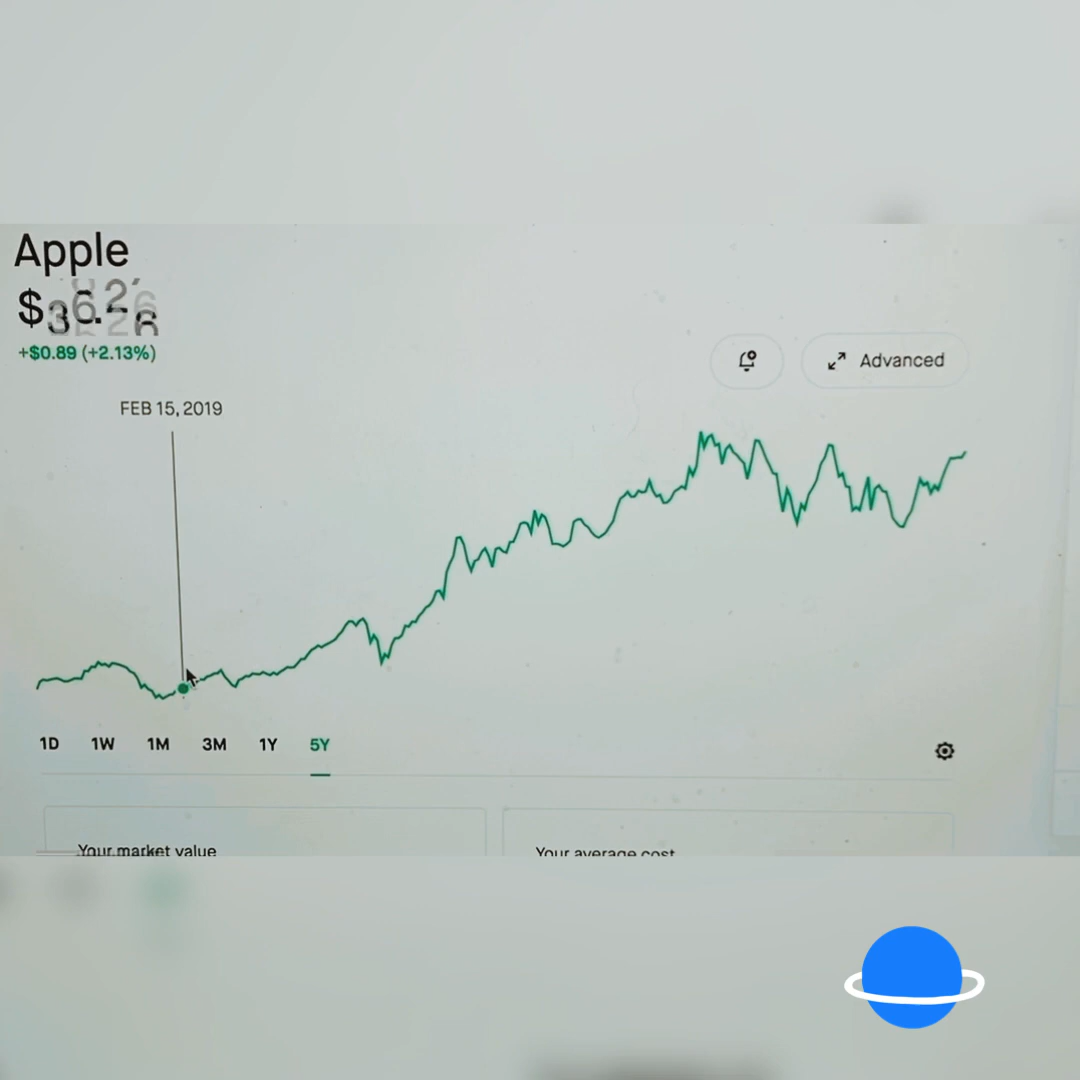 Apple
+$0.89 (+2.13%)
Advanced
FEB 15, 2019
1D 1W 1M 3M 1Y 5Y
Your market value
Your average cost